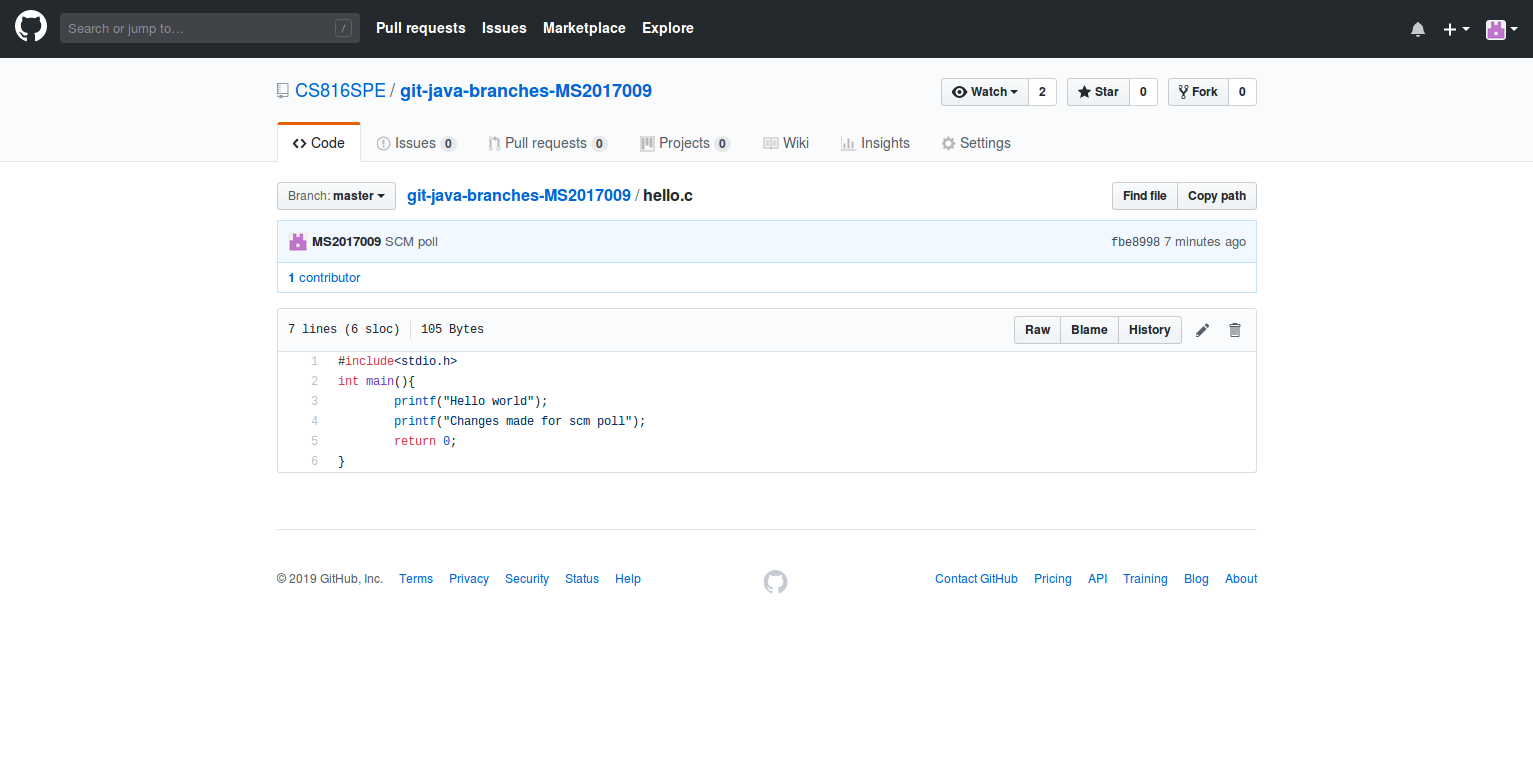 Search or jump to… /
Pull requests Issues Marketplace Explore
CS816SPE / git-java-branches-MS2017009
Watch 2 Star 0 Fork 0
Code Issues 0 Pull requests 0 Projects 0 Wiki Insights Settings
Branch: master git-java-branches-MS2017009 / hello.c Find file Copy path
MS2017009 SCM poll fbe8998 7 minutes ago
1 contributor
7 lines (6 sloc) 105 Bytes Raw Blame History
1 #include<stdio.h>
2 int main(){
3 printf("Hello world");
4 printf("Changes made for scm poll");
5 return 0;
6 }
© 2019 GitHub, Inc. Terms Privacy Security Status Help Contact GitHub Pricing API Training Blog About